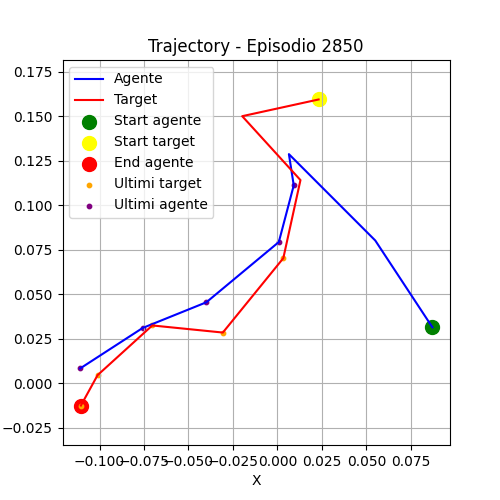 Trajectory - Episodio 2850
Agente
Target
Start agente
Start target
End agente
Ultimi target
Ultimi agente
0.175
0.150
0.125
0.100
0.075
0.050
0.025
0.000
−0.025
−0.100 −0.075 −0.050 −0.025 0.000 0.025 0.050 0.075
X